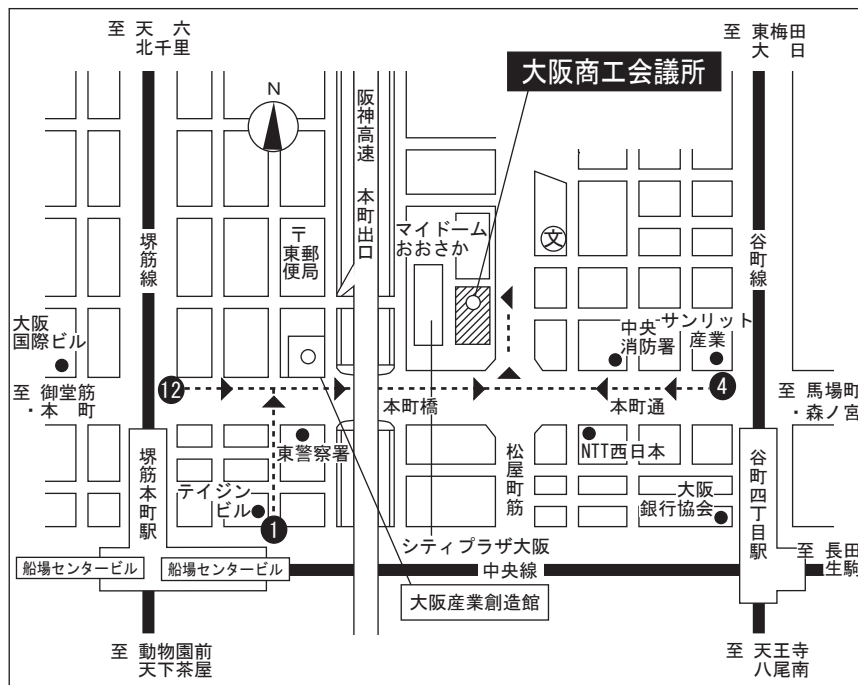 至 天 六
北千里
至 東梅田
大 日
大阪商工会議所
N
阪神高速 本町出口
堺筋線
〒
東郵
便局
マイドーム
おおさか
文
谷町線
大阪
国際ビル
中央
消防署
サンリット
産業
至 御堂筋
・本 町
12
本町橋
本町通
4
至 馬場町
・森ノ宮
堺筋本町駅
東警察署
松屋町筋
NTT西日本
谷町四丁目駅
テイジン
ビル
1
大阪
銀行協会
シティプラザ大阪
至 長田
生駒
船場センタービル
船場センタービル
中央線
大阪産業創造館
至 動物園前
天下茶屋
至 天王寺
八尾南